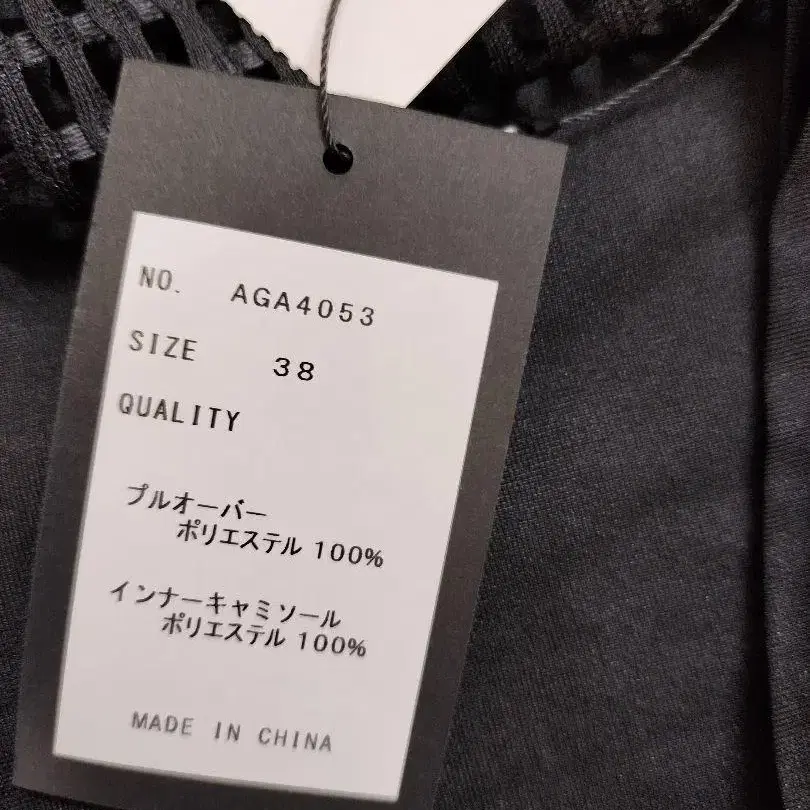 NO. AGA4053
SIZE 38
QUALITY
プルオーバー
ポリエステル 100%
インナーキャミソール
ポリエステル 100%
MADE IN CHINA